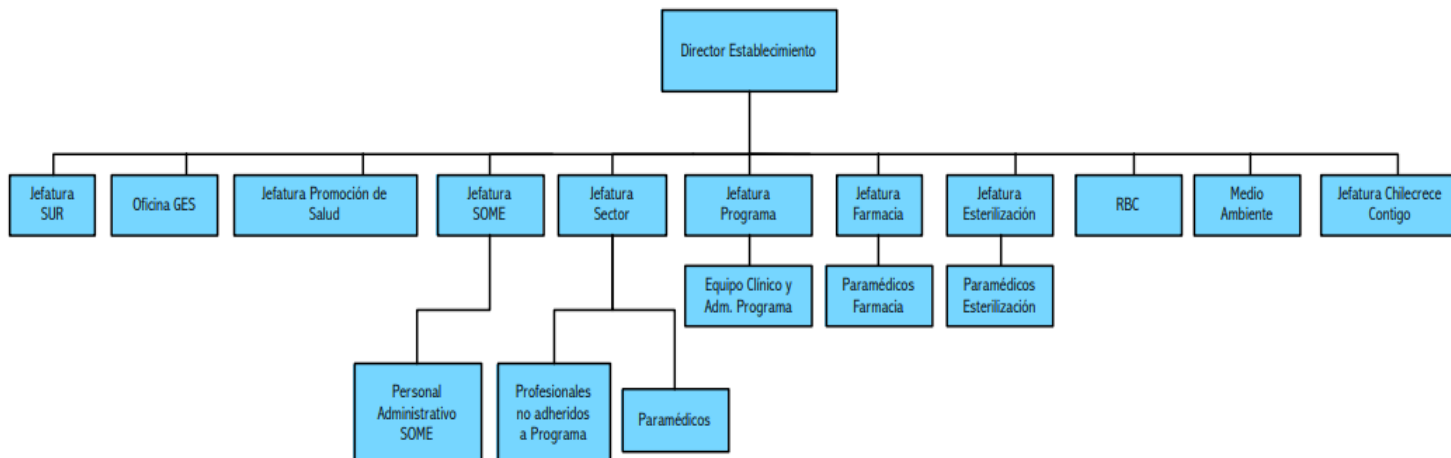 Director Establecimiento
Jefatura
SUR
Oficina GES
Jefatura Promoción de
Salud
Jefatura
SOME
Jefatura
Sector
Jefatura
Programa
Jefatura
Farmacia
Jefatura
Esterilización
RBC
Medio
Ambiente
Jefatura Chilecrece
Contigo
Equipo Clínico y
Adm. Programa
Paramédicos
Farmacia
Paramédicos
Esterilización
Personal
Administrativo
SOME
Profesionales
no adheridos
a Programa
Paramédicos